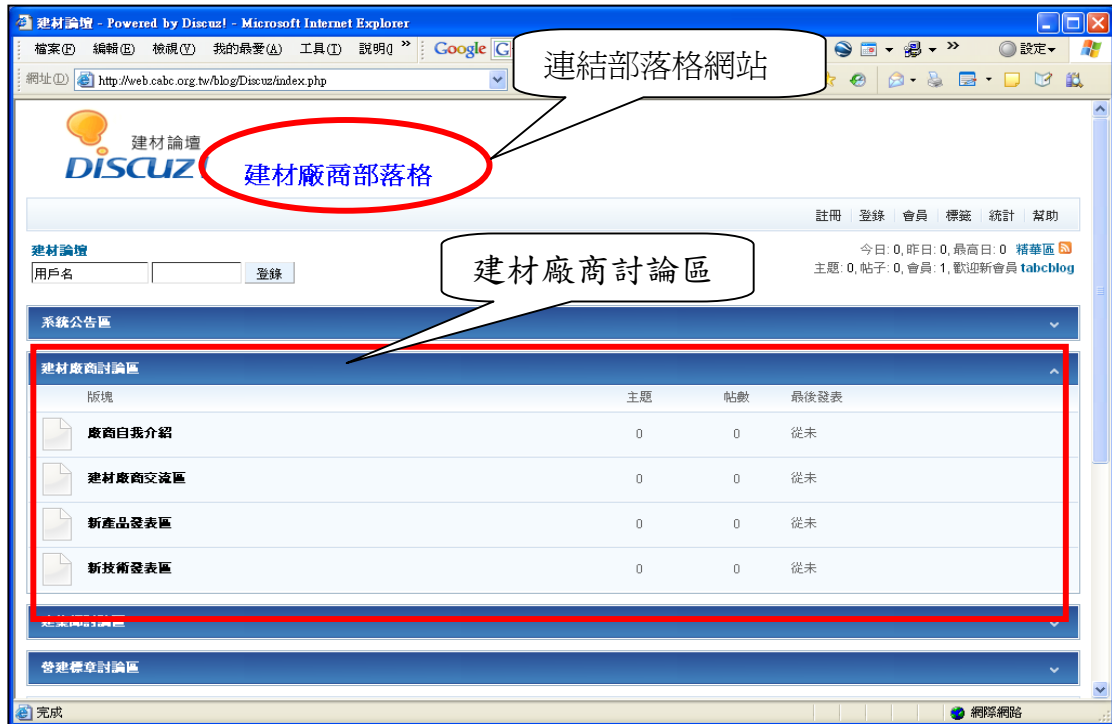 建材論壇 - Powered by Discuz! - Microsoft Internet Explorer
檔案(F) 編輯(E) 檢視(V) 我的最愛(A) 工具(T) 說明( » Google G » 設定
網址(D) http://web.cabc.org.tw/blog/Discuz/index.php
連結部落格網站
建材論壇
DISCUZ!
建材廠商部落格
註冊 登錄 會員 標籤 統計 幫助
建材論壇
今日: 0, 昨日: 0, 最高日: 0 精華區
用戶名 登錄
主題: 0, 帖子: 0, 會員: 1, 歡迎新會員 tabcblog
建材廠商討論區
系統公告區
建材廠商討論區
版塊 主題 帖數 最後發表
廠商自我介紹 0 0 從未
建材廠商交流區 0 0 從未
新產品發表區 0 0 從未
新技術發表區 0 0 從未
營建標章討論區
完成 網際網路